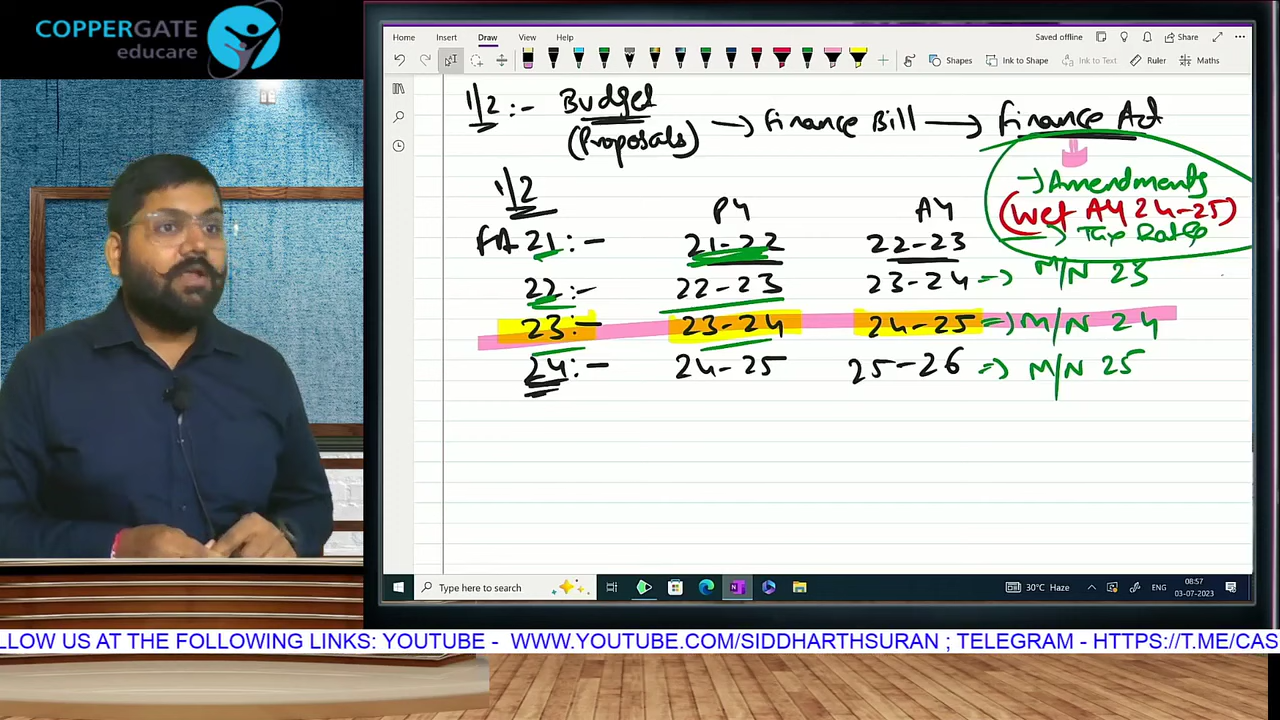 COPPERGATE
educare
Home Insert Draw View Help
Saved offline Share
Shapes Ink to Shape Ink to Text Ruler Maths
1/2 :- Budget (Proposals) → Finance Bill → Finance Act
→ Amendments
(wef AY 24-25)
→ Tax Rates
1/2
PY AY
FA 21:- 21-22 22-23
22:- 22-23 23-24 => M/N 23
23:- 23-24 24-25 => M/N 24
24:- 24-25 25-26 => M/N 25
Type here to search
30°C Haze ENG 08:57
03-07-2023
LLOW US AT THE FOLLOWING LINKS: YOUTUBE - WWW.YOUTUBE.COM/SIDDHARTHSURAN ; TELEGRAM - HTTPS://T.ME/CAS